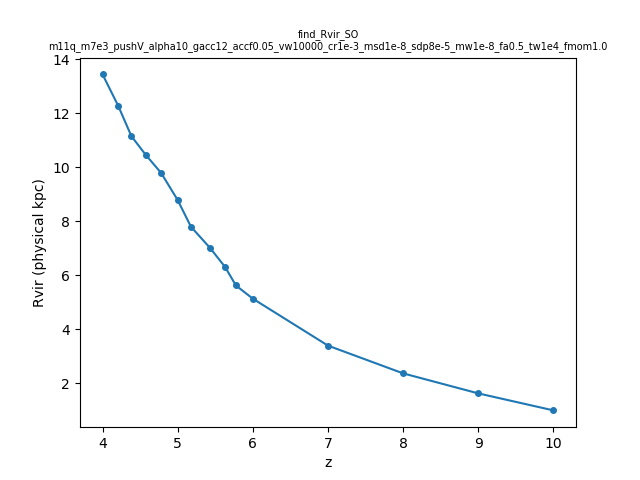 find_Rvir_SO
m11q_m7e3_pushV_alpha10_gacc12_accf0.05_vw10000_cr1e-3_msd1e-8_sdp8e-5_mw1e-8_fa0.5_tw1e4_fmom1.0
14
12
10
8
6
4
2
Rvir (physical kpc)
4 5 6 7 8 9 10
z